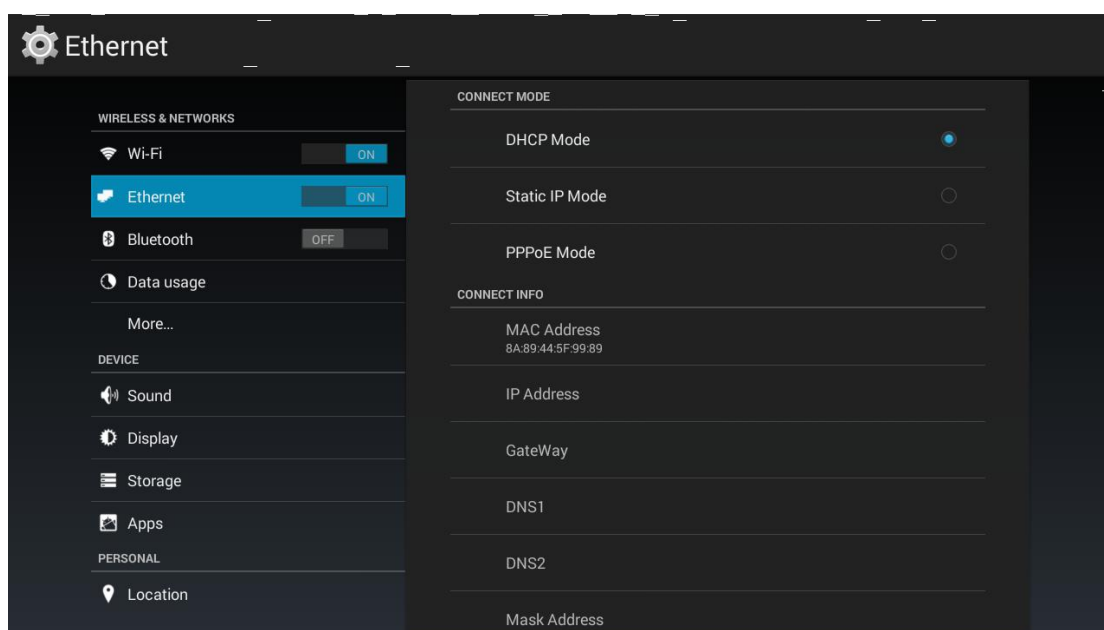 Ethernet
WIRELESS & NETWORKS
Wi-Fi ON
Ethernet ON
Bluetooth OFF
Data usage
More...
DEVICE
Sound
Display
Storage
Apps
PERSONAL
Location
CONNECT MODE
DHCP Mode
Static IP Mode
PPPoE Mode
CONNECT INFO
MAC Address
8A:89:44:5F:99:89
IP Address
GateWay
DNS1
DNS2
Mask Address